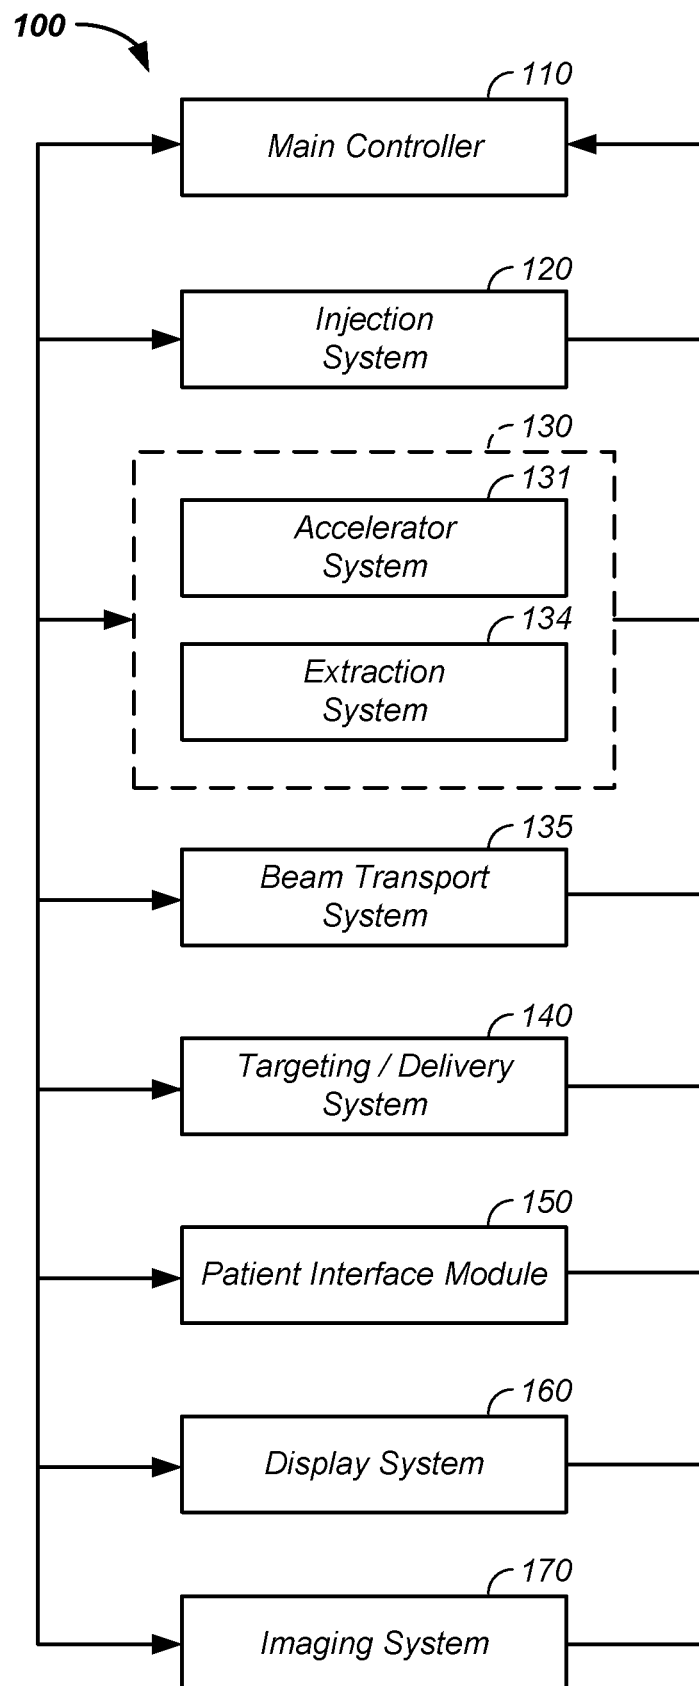 100
110
Main Controller
120
Injection
System
130
131
Accelerator
System
134
Extraction
System
135
Beam Transport
System
140
Targeting / Delivery
System
150
Patient Interface Module
160
Display System
170
Imaging System